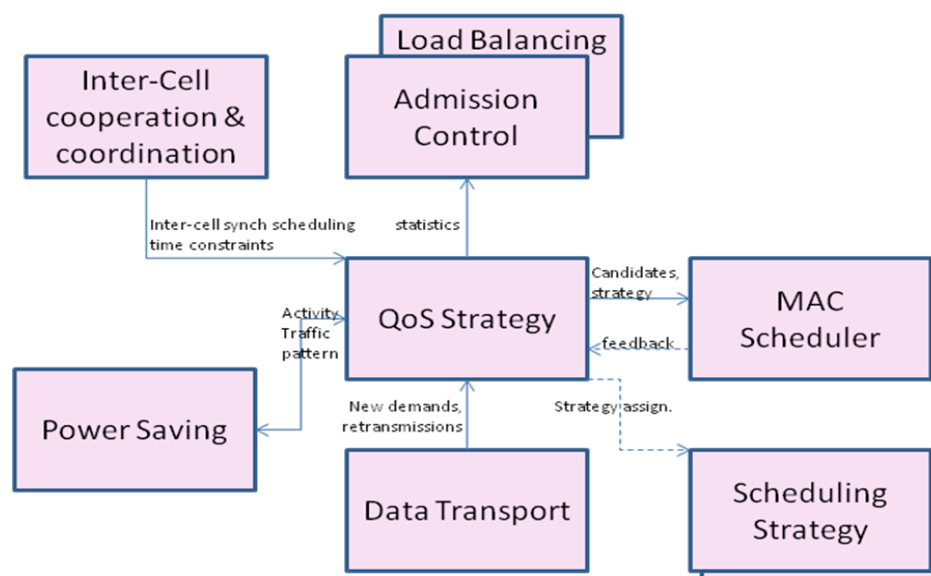 Load Balancing
Inter-Cell
cooperation &
coordination
Admission
Control
Inter-cell synch scheduling
time constraints
statistics
Candidates,
strategy
MAC
Scheduler
QoS Strategy
Activity
Traffic
pattern
feedback
Power Saving
New demands,
retransmissions
Strategy assign.
Data Transport
Scheduling
Strategy